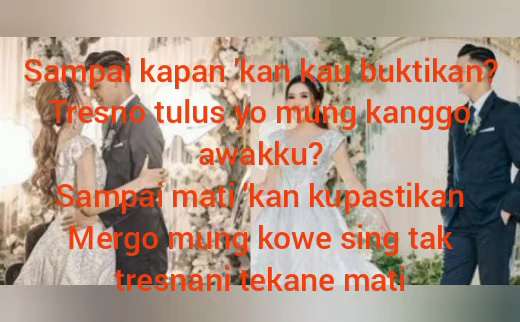 Sampai kapan 'kan kau buktikan?
Tresno tulus yo mung kanggo
awakku?
Sampai mati 'kan kupastikan
Mergo mung kowe sing tak
tresnani tekane mati